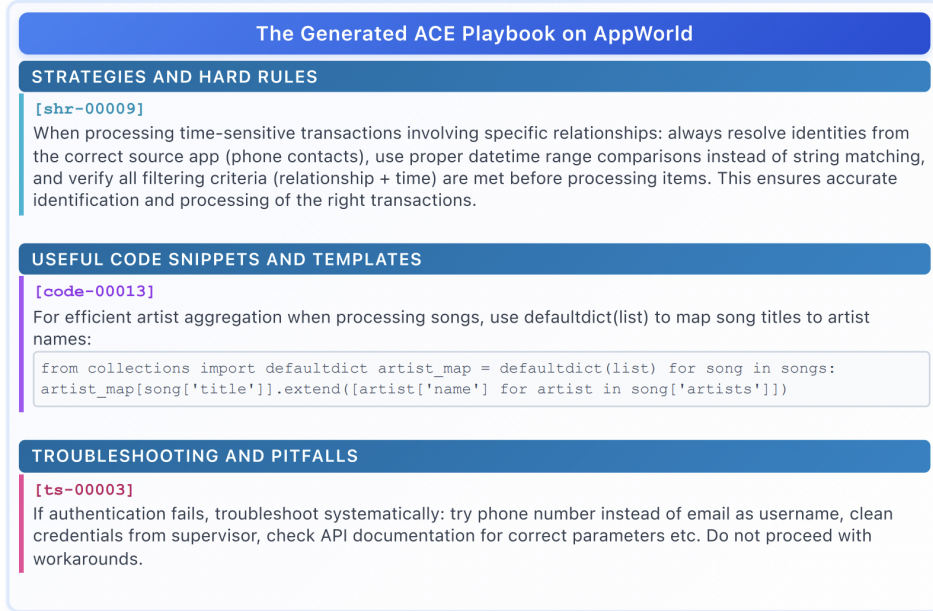 The Generated ACE Playbook on AppWorld
STRATEGIES AND HARD RULES
[shr-00009]
When processing time-sensitive transactions involving specific relationships: always resolve identities from
the correct source app (phone contacts), use proper datetime range comparisons instead of string matching,
and verify all filtering criteria (relationship + time) are met before processing items. This ensures accurate
identification and processing of the right transactions.
USEFUL CODE SNIPPETS AND TEMPLATES
[code-00013]
For efficient artist aggregation when processing songs, use defaultdict(list) to map song titles to artist
names:
from collections import defaultdict artist_map = defaultdict(list) for song in songs:
artist_map[song['title']].extend([artist['name'] for artist in song['artists']])
TROUBLESHOOTING AND PITFALLS
[ts-00003]
If authentication fails, troubleshoot systematically: try phone number instead of email as username, clean
credentials from supervisor, check API documentation for correct parameters etc. Do not proceed with
workarounds.